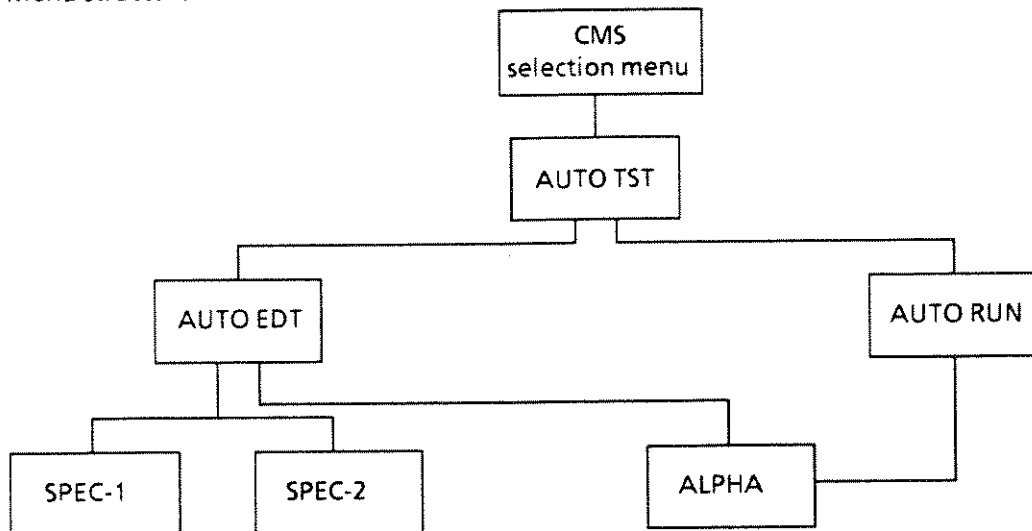 CMS
selection menu
AUTO TST
AUTO EDT
AUTO RUN
SPEC-1
SPEC-2
ALPHA